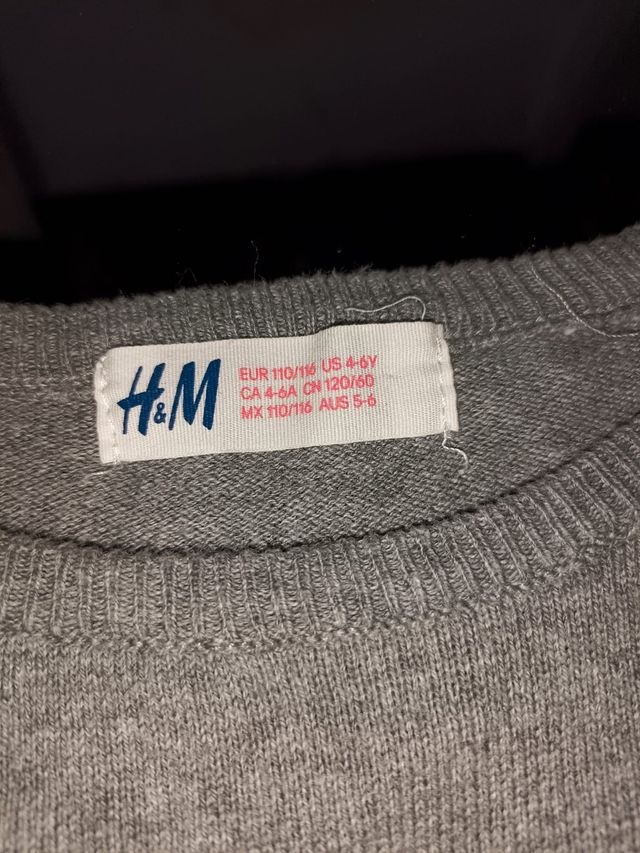 H&M
EUR 110/116 US 4-6Y
CA 4-6A CN 120/60
MX 110/116 AUS 5-6